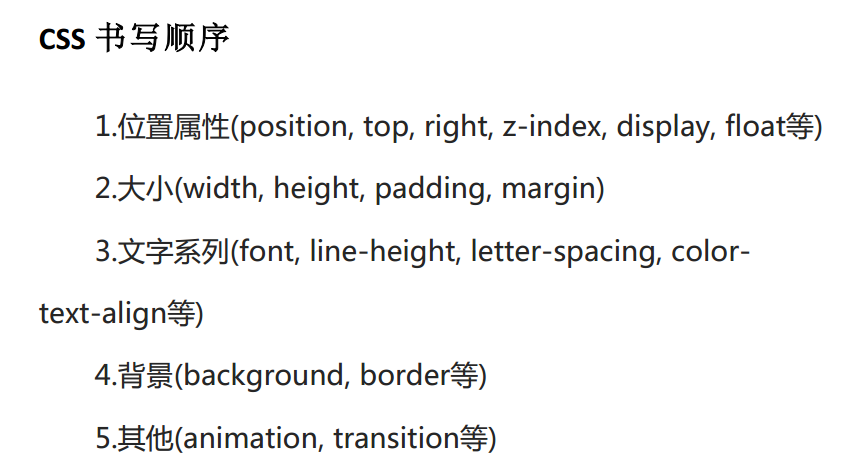 CSS 书写顺序
1.位置属性(position, top, right, z-index, display, float等)
2.大小(width, height, padding, margin)
3.文字系列(font, line-height, letter-spacing, color-
text-align等)
4.背景(background, border等)
5.其他(animation, transition等)